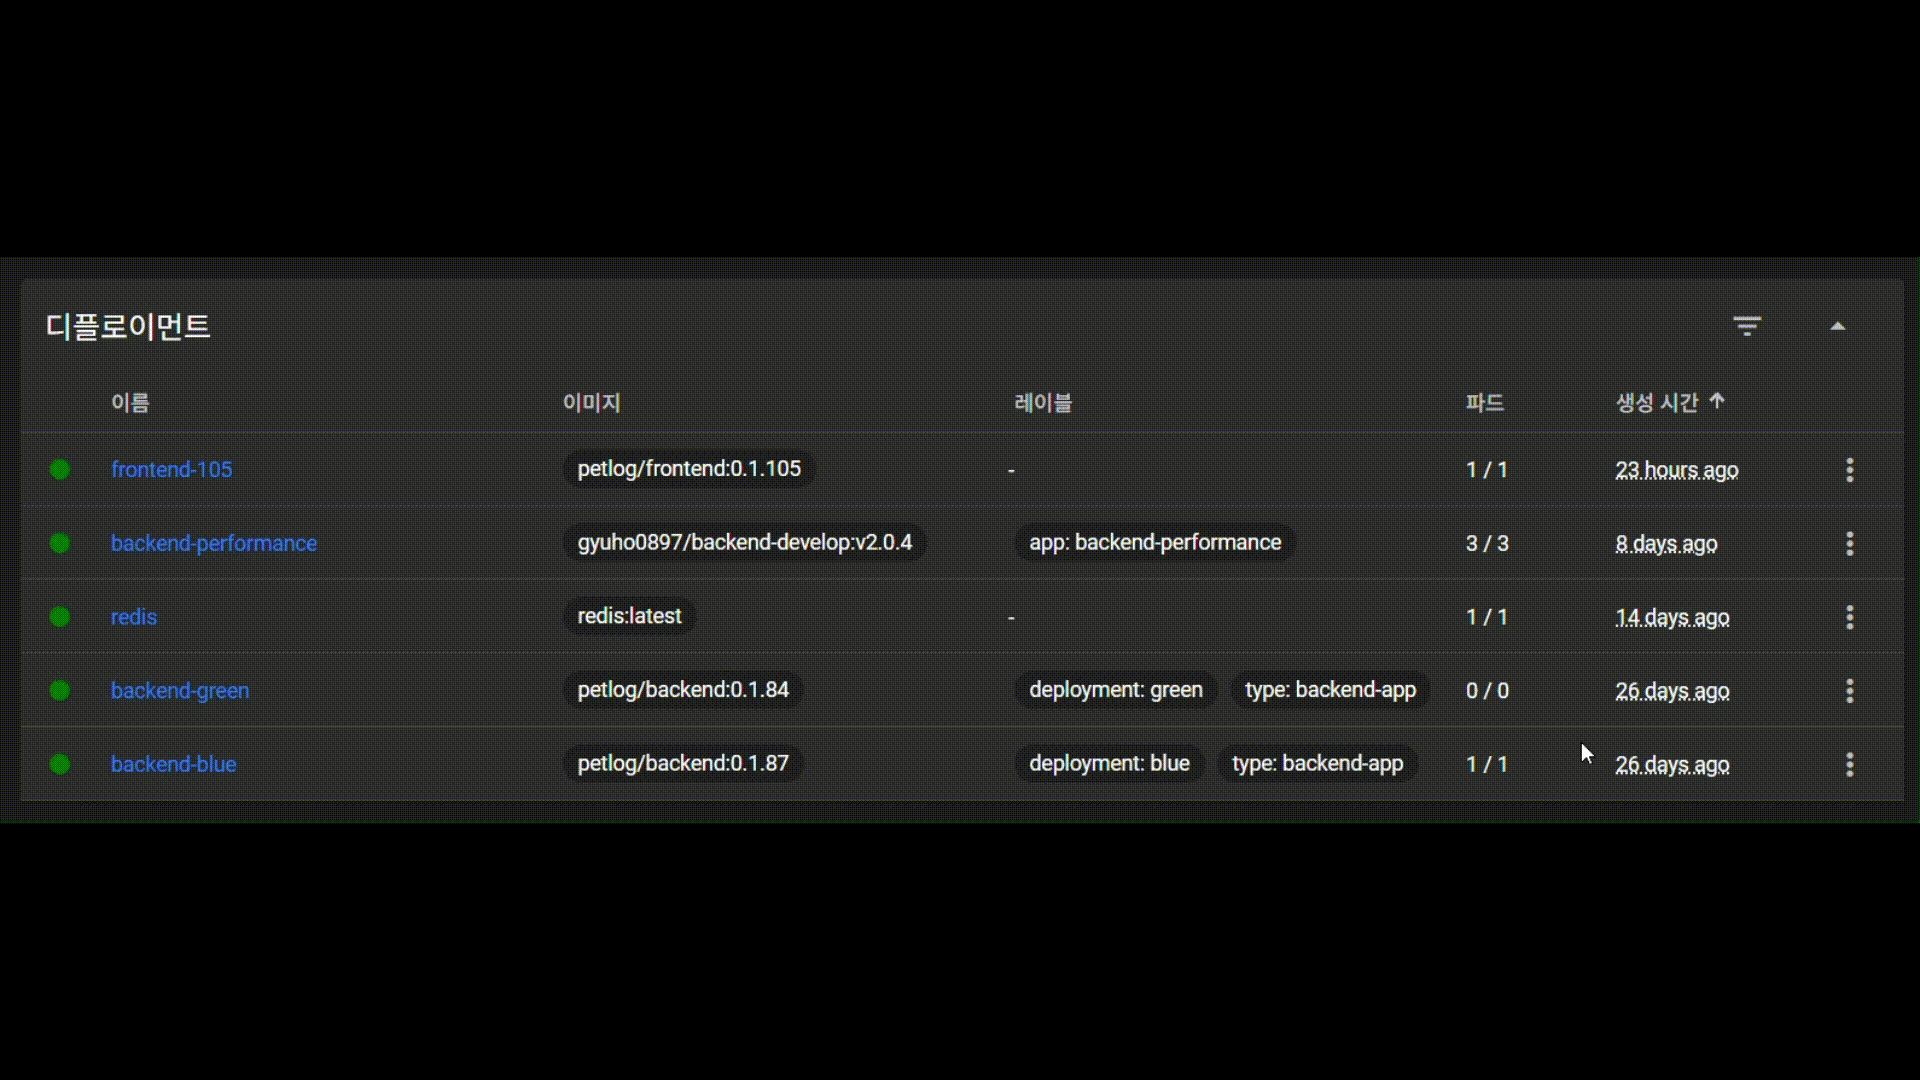 디플로이먼트
이름 이미지 레이블 파드 생성 시간
frontend-105 petlog/frontend:0.1.105 - 1 / 1 23 hours ago
backend-performance gyuho0897/backend-develop:v2.0.4 app: backend-performance 3 / 3 8 days ago
redis redis:latest - 1 / 1 14 days ago
backend-green petlog/backend:0.1.84 deployment: green type: backend-app 0 / 0 26 days ago
backend-blue petlog/backend:0.1.87 deployment: blue type: backend-app 1 / 1 26 days ago